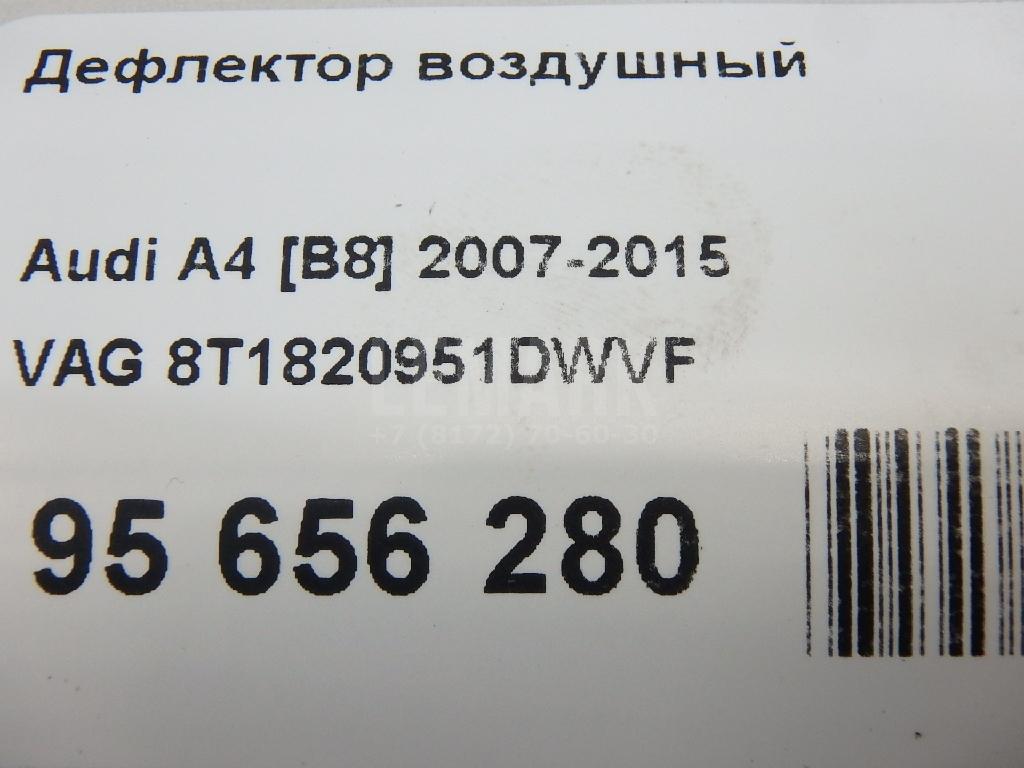 Дефлектор воздушный
Audi A4 [B8] 2007-2015
VAG 8T1820951DWVF
+7 (8172) 70-60-30
95 656 280